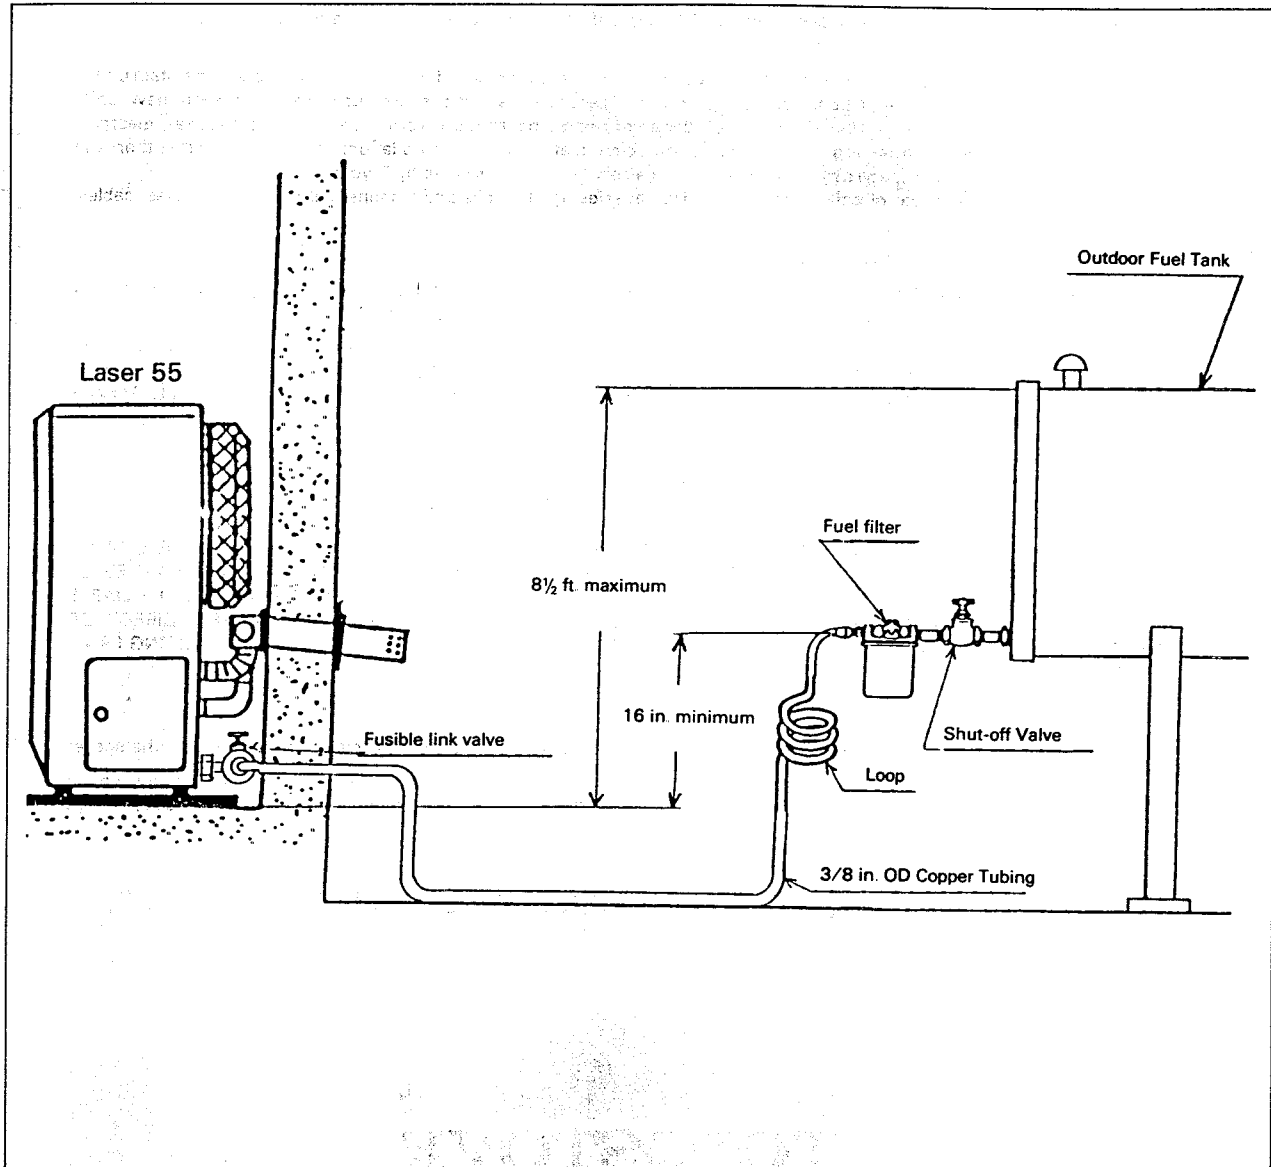 Outdoor Fuel Tank
Laser 55
Fuel filter
8½ ft. maximum
16 in. minimum
Shut-off Valve
Fusible link valve
Loop
3/8 in. OD Copper Tubing